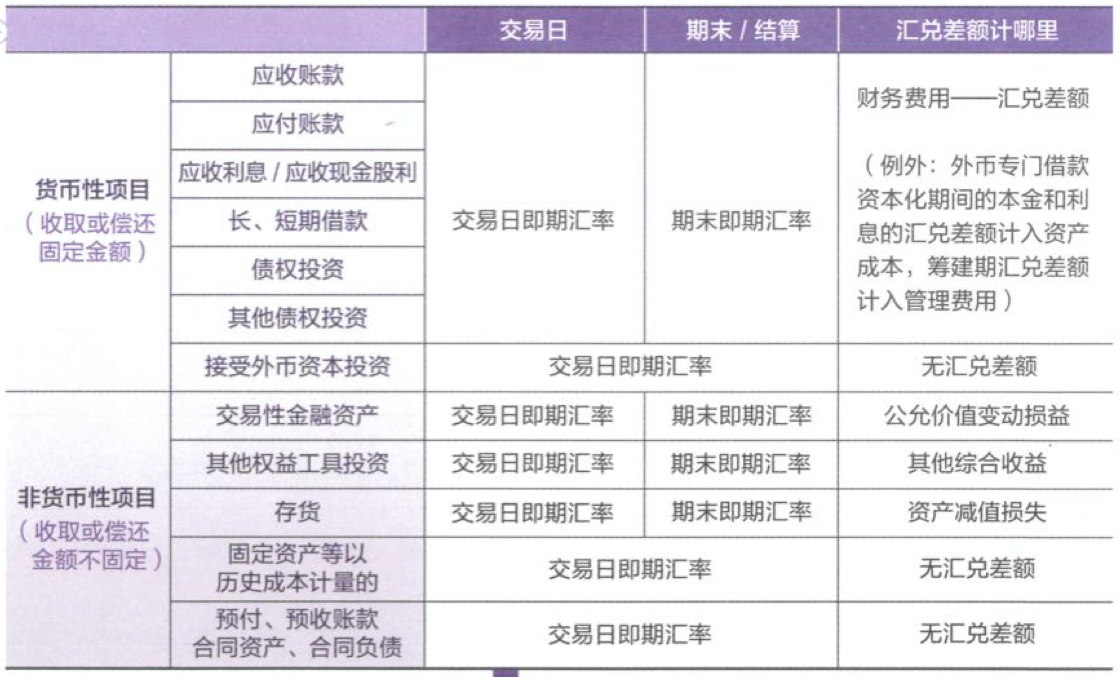 交易日 期末 / 结算 汇兑差额计哪里
货币性项目
（收取或偿还
固定金额）
应收账款
应付账款
应收利息 / 应收现金股利
长、短期借款
债权投资
其他债权投资
交易日即期汇率
期末即期汇率
财务费用——汇兑差额
（例外：外币专门借款
资本化期间的本金和利
息的汇兑差额计入资产
成本，筹建期汇兑差额
计入管理费用）
接受外币资本投资 交易日即期汇率 无汇兑差额
非货币性项目
（收取或偿还
金额不固定）
交易性金融资产 交易日即期汇率 期末即期汇率 公允价值变动损益
其他权益工具投资 交易日即期汇率 期末即期汇率 其他综合收益
存货 交易日即期汇率 期末即期汇率 资产减值损失
固定资产等以
历史成本计量的
交易日即期汇率 无汇兑差额
预付、预收账款
合同资产、合同负债
交易日即期汇率 无汇兑差额